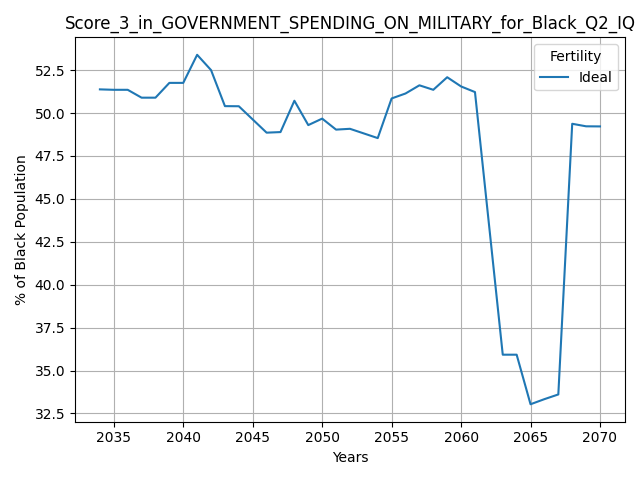 Score_3_in_GOVERNMENT_SPENDING_ON_MILITARY_for_Black_Q2_IQ
Fertility
Ideal
52.5
50.0
47.5
45.0
42.5
40.0
37.5
35.0
32.5
% of Black Population
2035 2040 2045 2050 2055 2060 2065 2070
Years